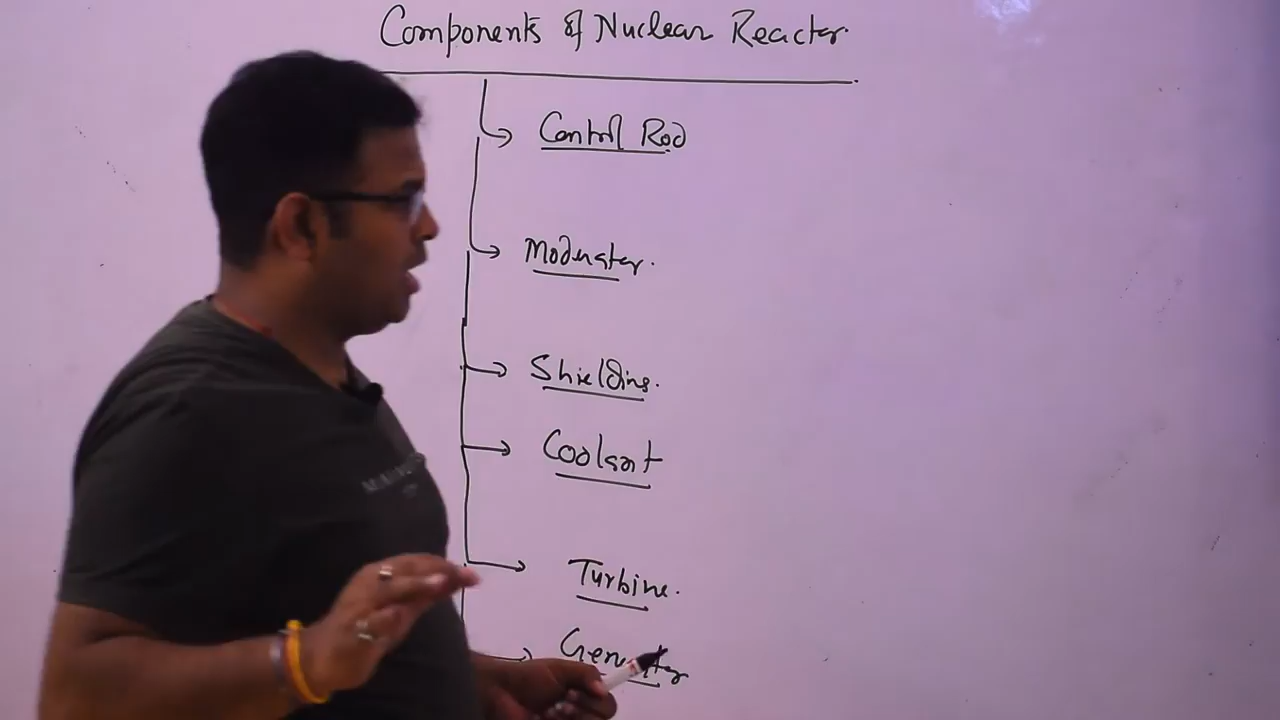 Components of Nuclear Reactor.
Control Rod
Moderator.
Shielding.
Coolant
Turbine.
Generator